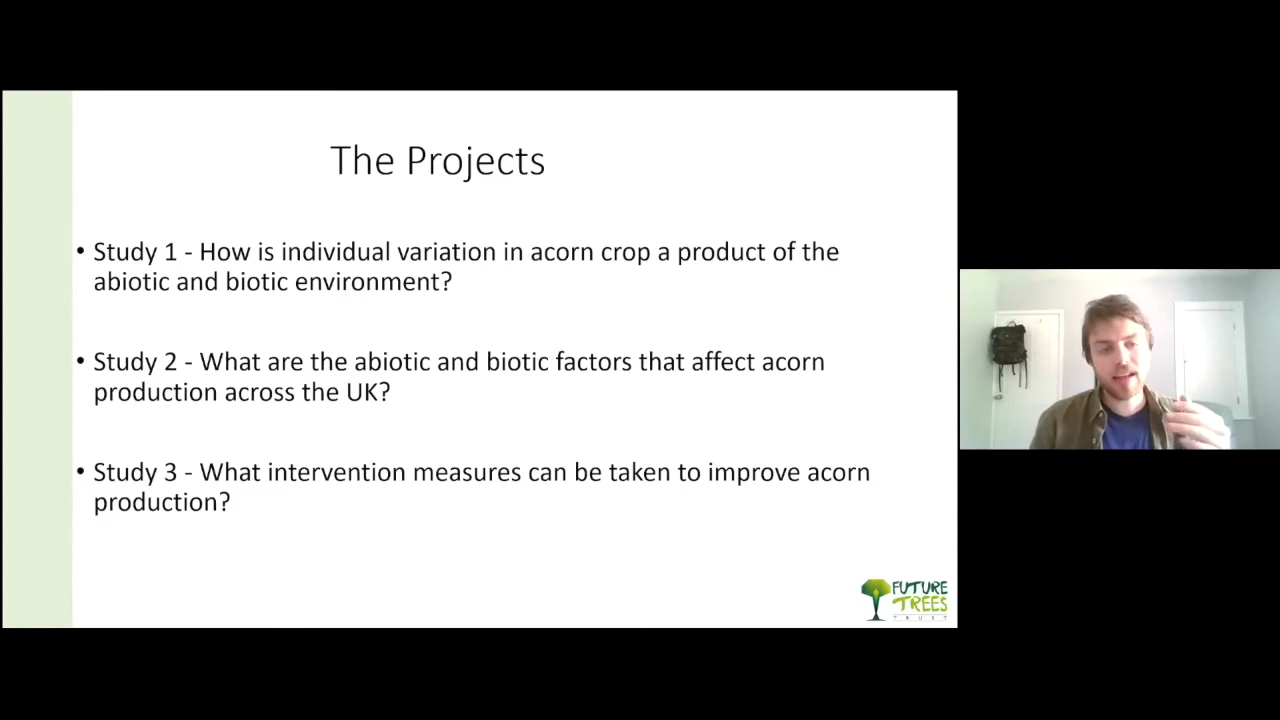 The Projects
• Study 1 - How is individual variation in acorn crop a product of the
abiotic and biotic environment?
• Study 2 - What are the abiotic and biotic factors that affect acorn
production across the UK?
• Study 3 - What intervention measures can be taken to improve acorn
production?
FUTURE
TREES
TRUST